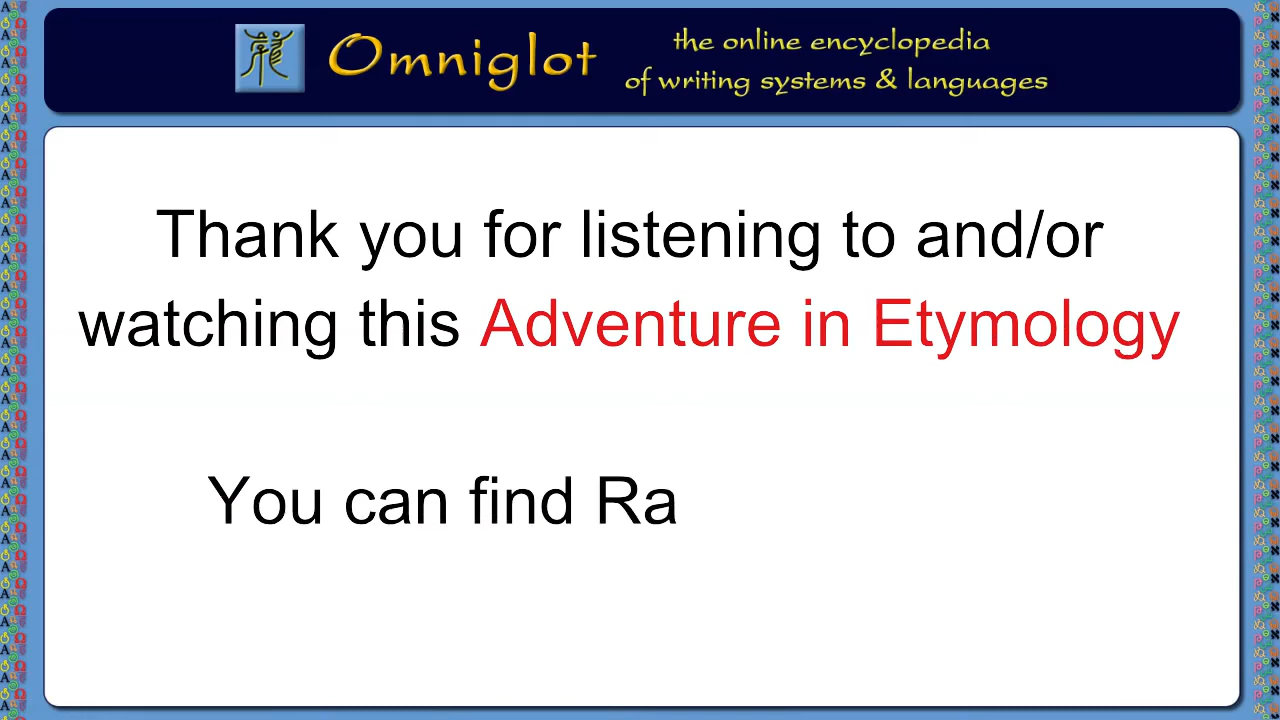 Omniglot
the online encyclopedia
of writing systems & languages
Thank you for listening to and/or
watching this Adventure in Etymology
You can find Ra